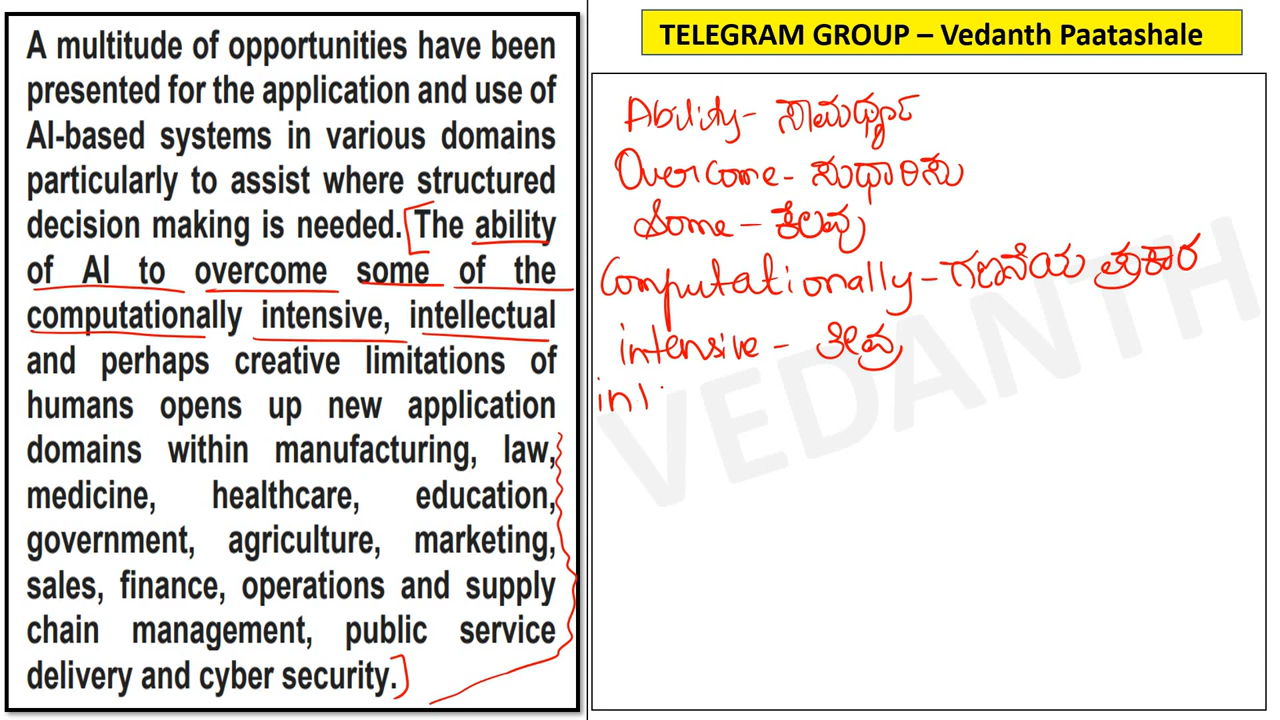 A multitude of opportunities have been
presented for the application and use of
AI-based systems in various domains
particularly to assist where structured
decision making is needed. [The ability
of AI to overcome some of the
computationally intensive, intellectual
and perhaps creative limitations of
humans opens up new application
domains within manufacturing, law,
medicine, healthcare, education,
government, agriculture, marketing,
sales, finance, operations and supply
chain management, public service
delivery and cyber security.]
TELEGRAM GROUP – Vedanth Paatashale
Ability - ಸಾಮರ್ಥ್ಯ
Overcome - ಸುಧಾರಿಸು
Some - ಕೆಲವು
Computationally - ಗಣನೆಯ ಪ್ರಕಾರ
intensive - ತೀವ್ರ
VEDANTH